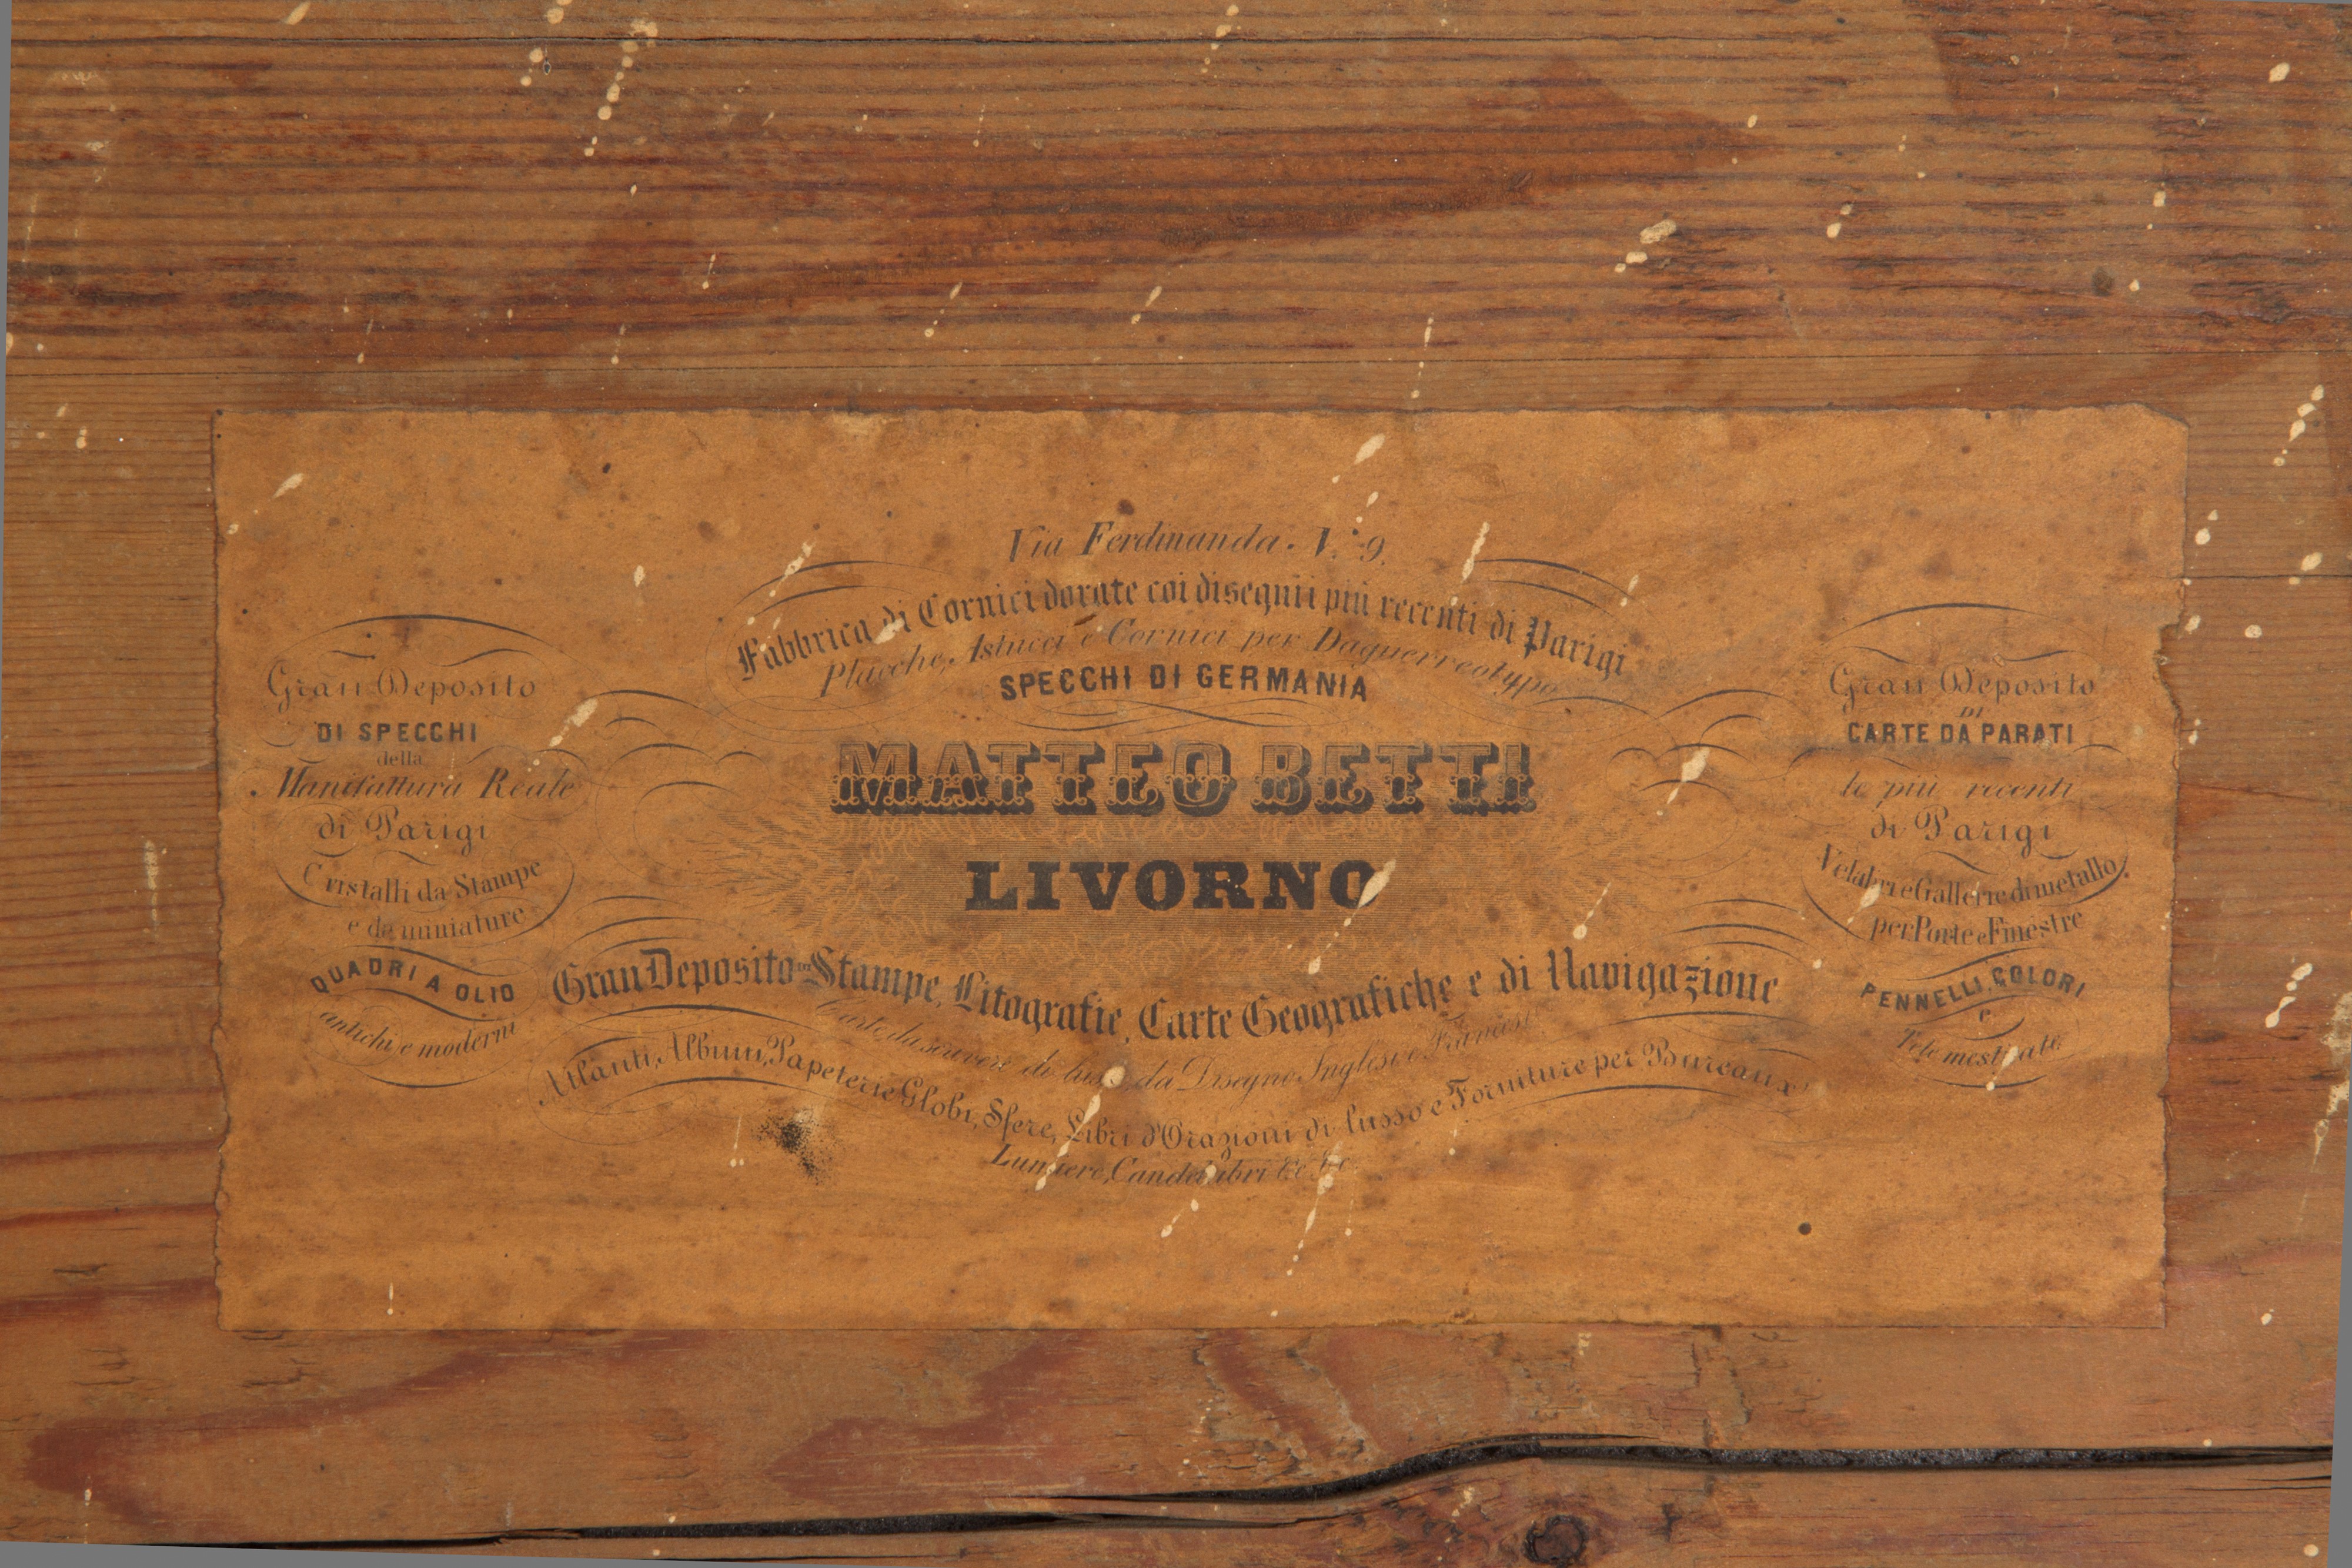 Via Ferdinanda. N.º 9.
Fabbrica di Cornici dorate coi disegnii più recenti di Parigi
Placche, Astucci e Cornici per Daguerreotypo
SPECCHI DI GERMANIA
MATTEO BETTI
LIVORNO
Gran Deposito DI Stampe, Litografie, Carte Geografiche e di Navigazione
Carte da scrivere di lusso da Disegno Inglesi e Francesi
Atlanti, Album, Papeterie Globi, Sfere, Libri d'Orazioni di lusso e Forniture per Bureaux
Lumiere, Candelabri &c &c
Gran Deposito
DI SPECCHI
della
Manifattura Reale
di Parigi
Cristalli da Stampe
e da miniature
QUADRI A OLIO
antichi e moderni
Gran Deposito
DI
CARTE DA PARATI
le più recenti
di Parigi
Velabri e Gallerie di metallo
per Porte e Finestre
PENNELLI, COLORI
e
Tele mesticate